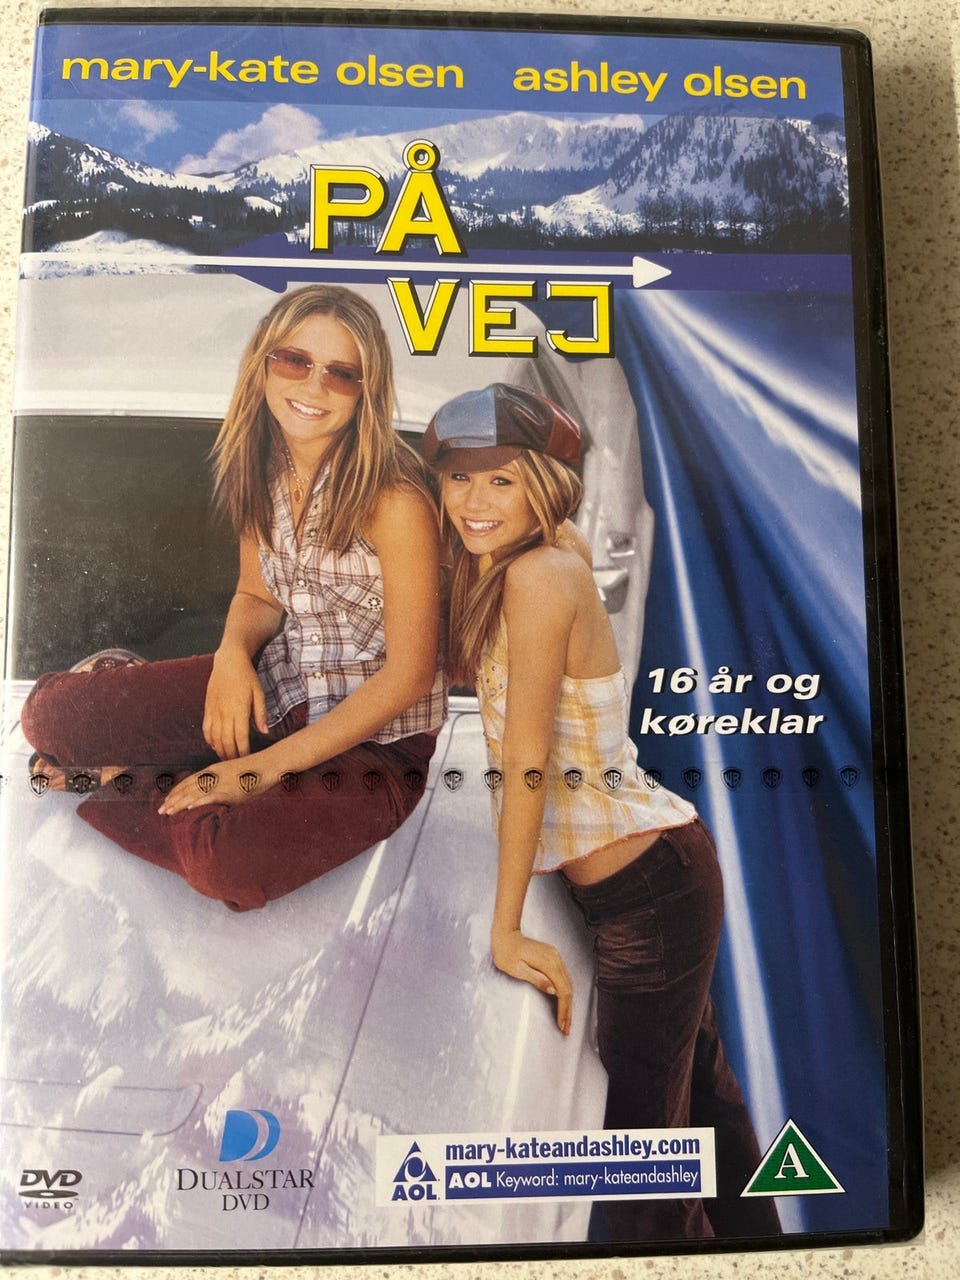 mary-kate olsen ashley olsen
PÅ
VEJ
16 år og
køreklar
DVD
VIDEO
DUALSTAR
DVD
AOL
mary-kateandashley.com
AOL Keyword: mary-kateandashley
A